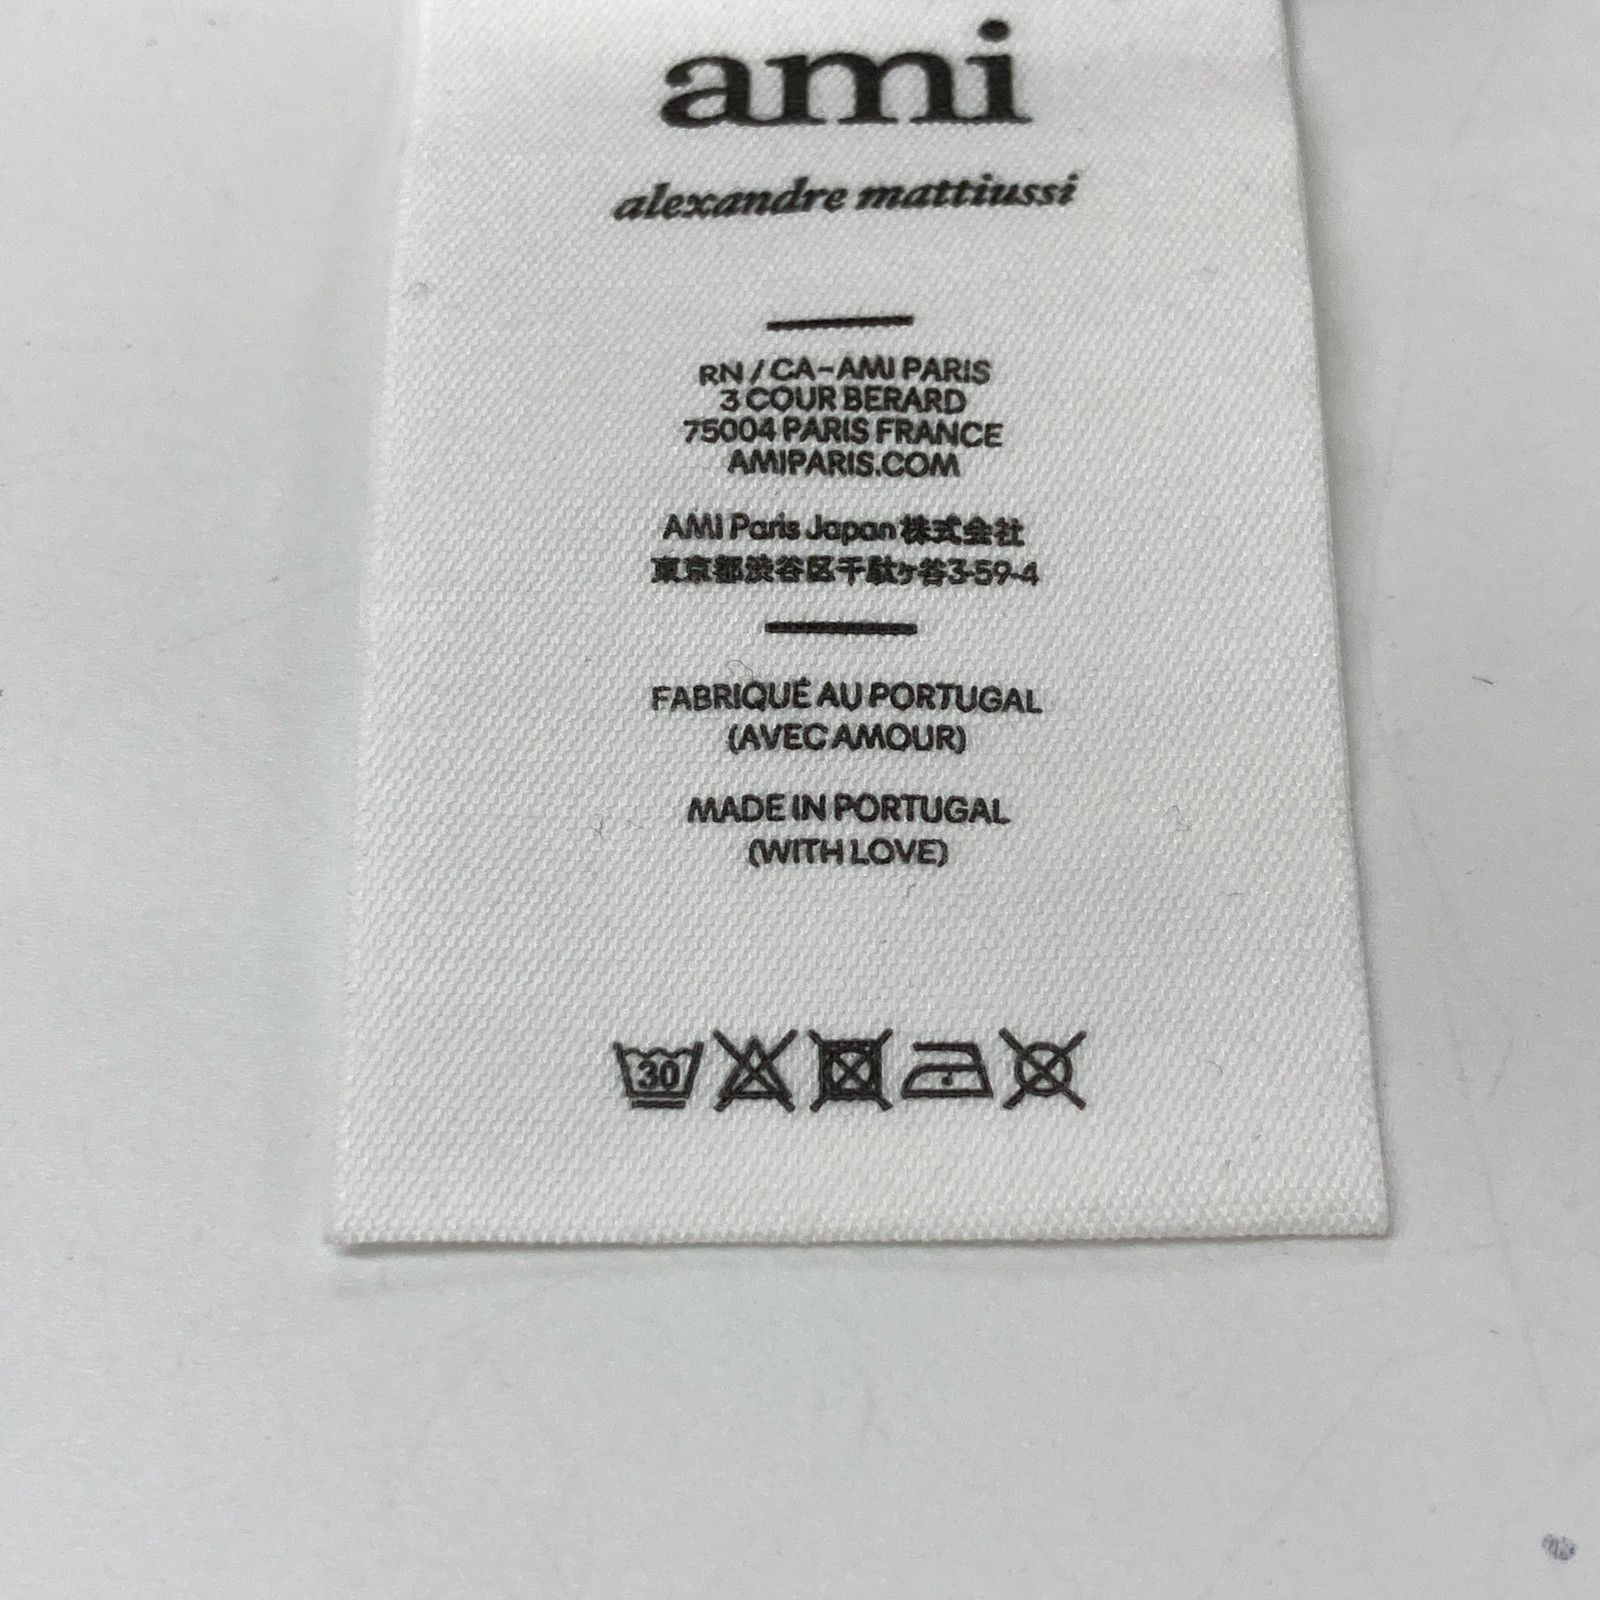 ami
alexandre mattiussi
RN / CA-AMI PARIS
3 COUR BERARD
75004 PARIS FRANCE
AMIPARIS.COM
AMI Paris Japan 株式会社
東京都渋谷区千駄ヶ谷3-59-4
FABRIQUÉ AU PORTUGAL
(AVEC AMOUR)
MADE IN PORTUGAL
(WITH LOVE)
30